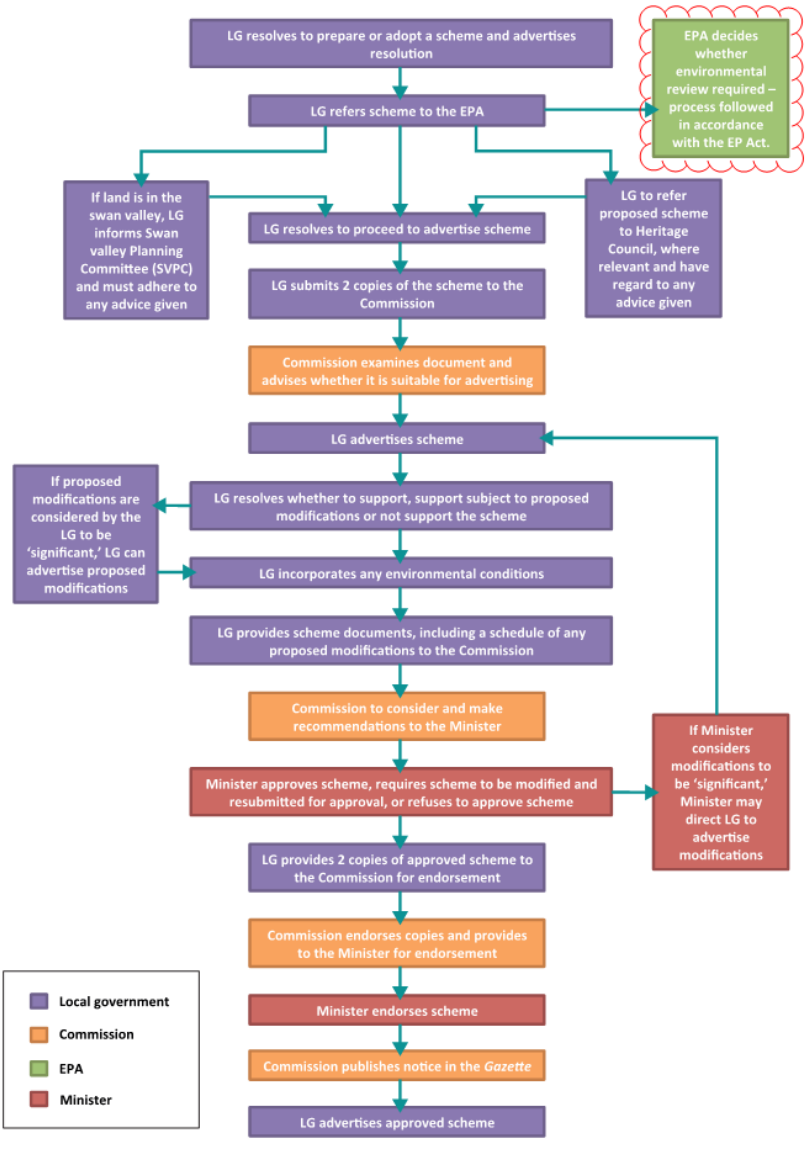 LG resolves to prepare or adopt a scheme and advertises
resolution
EPA decides
whether
environmental
review required –
process followed
in accordance
with the EP Act.
LG refers scheme to the EPA
If land is in the
swan valley, LG
informs Swan
valley Planning
Committee (SVPC)
and must adhere to
any advice given
LG to refer
proposed scheme
to Heritage
Council, where
relevant and have
regard to any
advice given
LG resolves to proceed to advertise scheme
LG submits 2 copies of the scheme to the
Commission
Commission examines document and
advises whether it is suitable for advertising
LG advertises scheme
If proposed
modifications are
considered by the
LG to be
‘significant,’ LG can
advertise proposed
modifications
LG resolves whether to support, support subject to proposed
modifications or not support the scheme
LG incorporates any environmental conditions
LG provides scheme documents, including a schedule of any
proposed modifications to the Commission
Commission to consider and make
recommendations to the Minister
Minister approves scheme, requires scheme to be modified and
resubmitted for approval, or refuses to approve scheme
If Minister
considers
modifications to
be ‘significant,’
Minister may
direct LG to
advertise
modifications
LG provides 2 copies of approved scheme to
the Commission for endorsement
Commission endorses copies and provides
to the Minister for endorsement
Minister endorses scheme
Commission publishes notice in the Gazette
LG advertises approved scheme
Local government
Commission
EPA
Minister